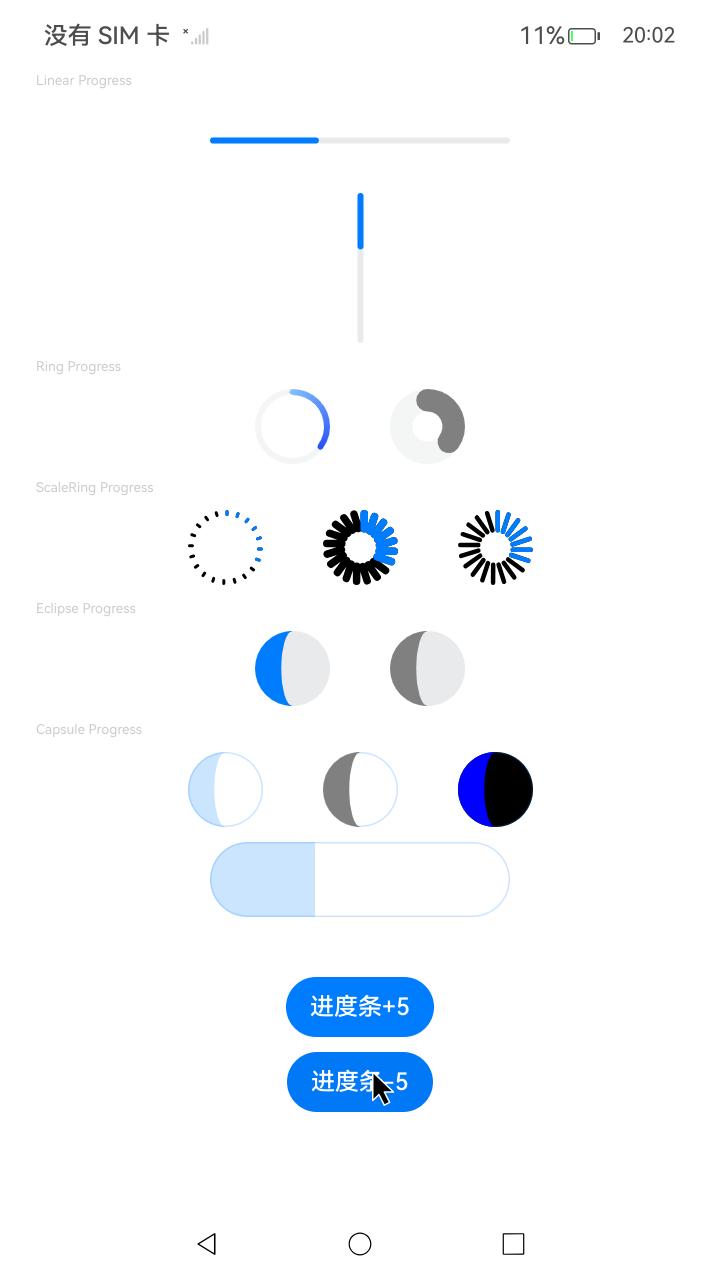 没有 SIM 卡 11% 20:02
Linear Progress
Ring Progress
ScaleRing Progress
Eclipse Progress
Capsule Progress
进度条+5
进度条-5